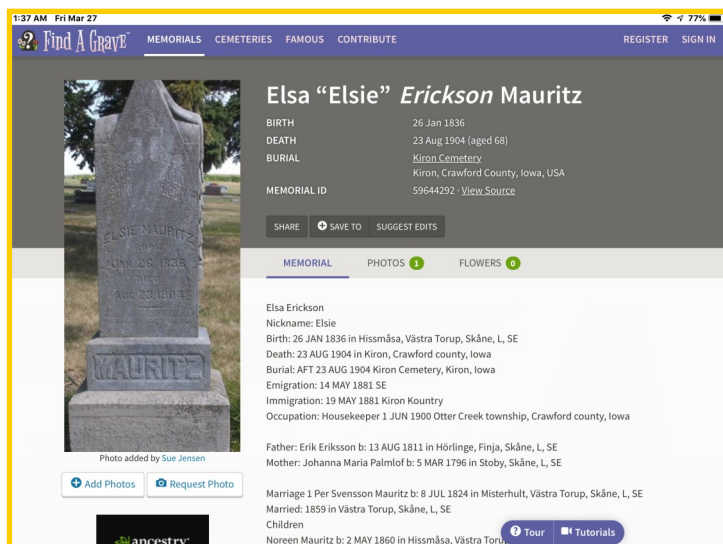 1:37 AM Fri Mar 27
77%
Find A GRAVE MEMORIALS CEMETERIES FAMOUS CONTRIBUTE REGISTER SIGN IN
Elsa “Elsie” Erickson Mauritz
BIRTH 26 Jan 1836
DEATH 23 Aug 1904 (aged 68)
BURIAL Kiron Cemetery
Kiron, Crawford County, Iowa, USA
MEMORIAL ID 59644292 · View Source
SHARE SAVE TO SUGGEST EDITS
MEMORIAL PHOTOS 1 FLOWERS 0
ELSIE MAURITZ
BORN
JAN. 26, 1836
DIED
AUG. 23, 1904
MAURITZ
Photo added by Sue Jensen
Add Photos Request Photo
ancestry
Elsa Erickson
Nickname: Elsie
Birth: 26 JAN 1836 in Hissmåsa, Västra Torup, Skåne, L, SE
Death: 23 AUG 1904 in Kiron, Crawford county, Iowa
Burial: AFT 23 AUG 1904 Kiron Cemetery, Kiron, Iowa
Emigration: 14 MAY 1881 SE
Immigration: 19 MAY 1881 Kiron Kountry
Occupation: Housekeeper 1 JUN 1900 Otter Creek township, Crawford county, Iowa
Father: Erik Eriksson b: 13 AUG 1811 in Hörlinge, Finja, Skåne, L, SE
Mother: Johanna Maria Palmlof b: 5 MAR 1796 in Stoby, Skåne, L, SE
Marriage 1 Per Svensson Mauritz b: 8 JUL 1824 in Misterhult, Västra Torup, Skåne, L, SE
Married: 1859 in Västra Torup, Skåne, L, SE
Children
Noreen Mauritz b: 2 MAY 1860 in Hissmåsa, Västra
Tour Tutorials